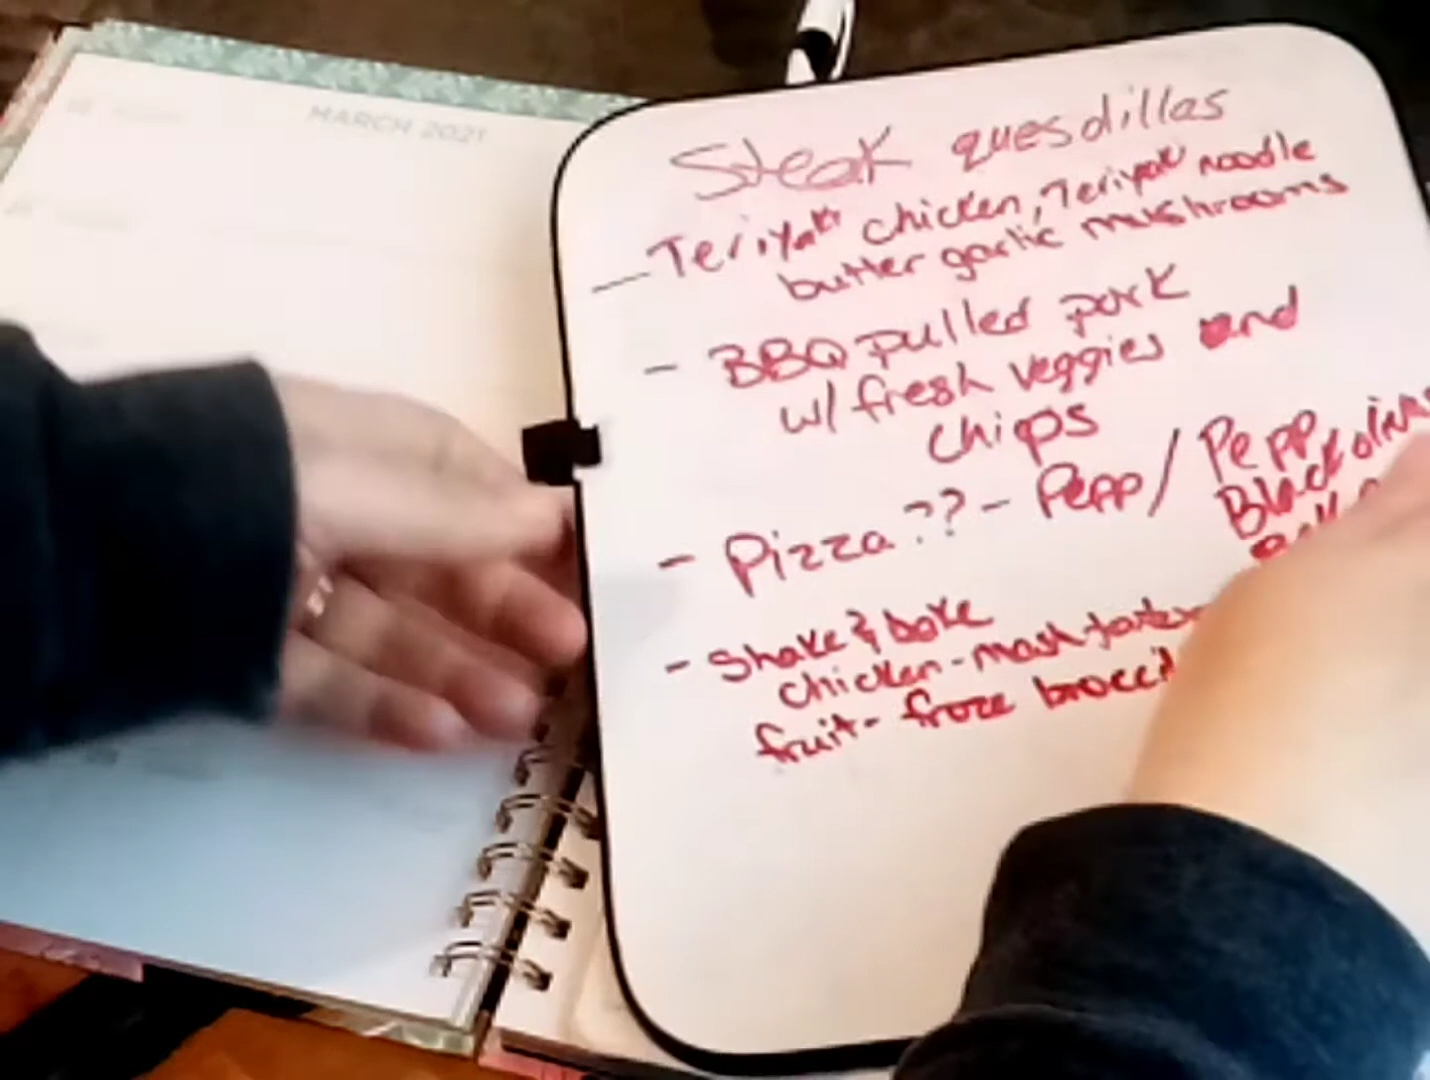 MARCH 2021
Steak quesdillas
- Teriyaki chicken, Teriyaki noodle
butter garlic mushrooms
- BBQ pulled pork
w/ fresh veggies and
chips
- Pizza ?? - Pepp / Pepp
Black
- Shake & bake
chicken - mash
fruit - froze